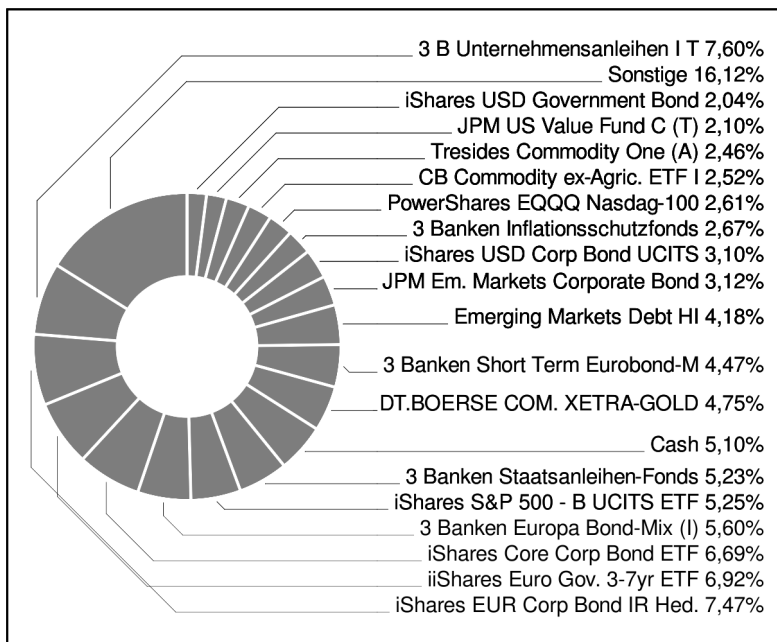 3 B Unternehmensanleihen I T 7,60%
Sonstige 16,12%
iShares USD Government Bond 2,04%
JPM US Value Fund C (T) 2,10%
Tresides Commodity One (A) 2,46%
CB Commodity ex-Agric. ETF I 2,52%
PowerShares EQQQ Nasdag-100 2,61%
3 Banken Inflationsschutzfonds 2,67%
iShares USD Corp Bond UCITS 3,10%
JPM Em. Markets Corporate Bond 3,12%
Emerging Markets Debt HI 4,18%
3 Banken Short Term Eurobond-M 4,47%
DT.BOERSE COM. XETRA-GOLD 4,75%
Cash 5,10%
3 Banken Staatsanleihen-Fonds 5,23%
iShares S&P 500 - B UCITS ETF 5,25%
3 Banken Europa Bond-Mix (I) 5,60%
iShares Core Corp Bond ETF 6,69%
iiShares Euro Gov. 3-7yr ETF 6,92%
iShares EUR Corp Bond IR Hed. 7,47%